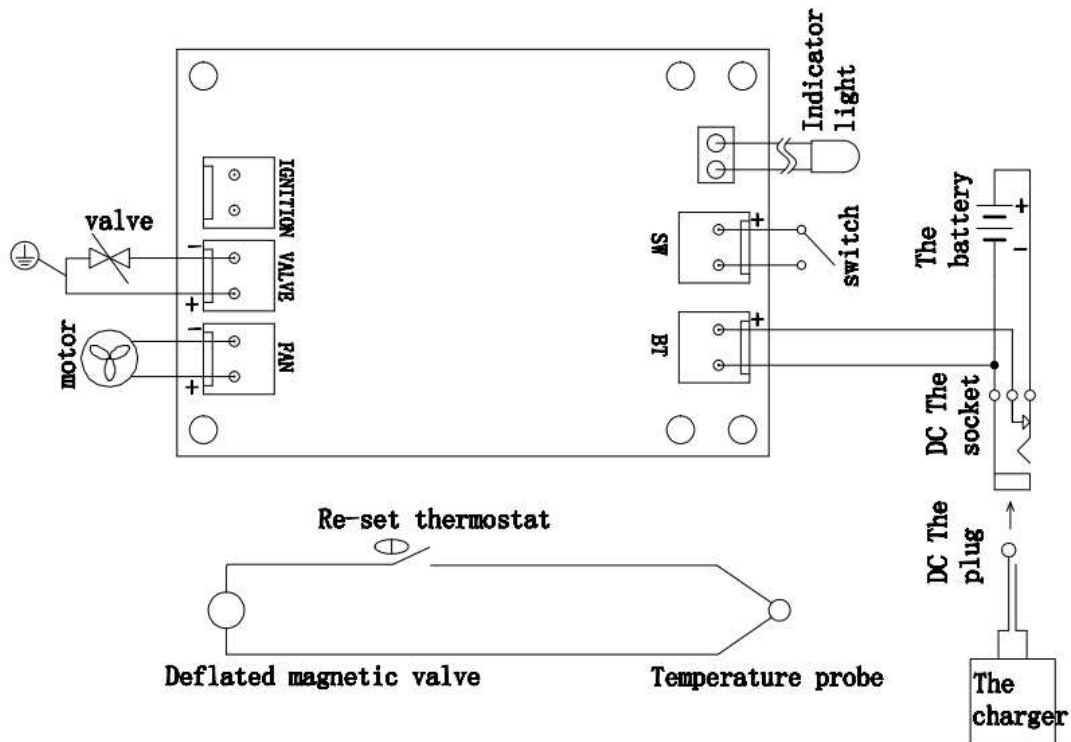 Indicator
light
IGNITION
valve
-
VALVE
+
-
FAN
+
motor
+
SW
switch
+
BT
The
battery
+
-
DC The
socket
DC The
plug
The
charger
Re-set thermostat
Deflated magnetic valve
Temperature probe